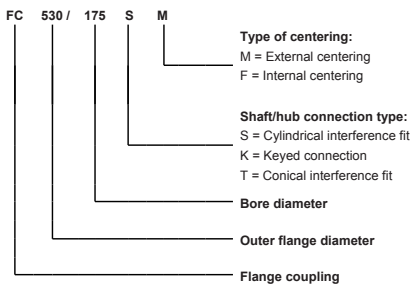 FC 530 / 175 S M
Type of centering:
M = External centering
F = Internal centering
Shaft/hub connection type:
S = Cylindrical interference fit
K = Keyed connection
T = Conical interference fit
Bore diameter
Outer flange diameter
Flange coupling